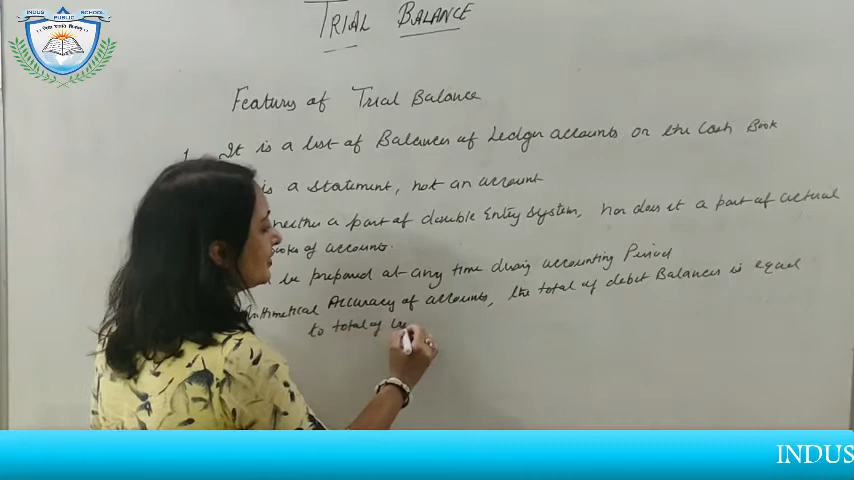 INDUS PUBLIC SCHOOL
TRIAL BALANCE
Features of Trial Balance
1. It is a list of Balances of Ledger accounts or the Cash Book
is a statement, not an account
neither a part of double Entry System, nor does it a part of actual
books of accounts.
be prepared at any time during accounting Period
Arithmetical Accuracy of accounts, the total of debit Balances is equal
to total of cre
INDUS